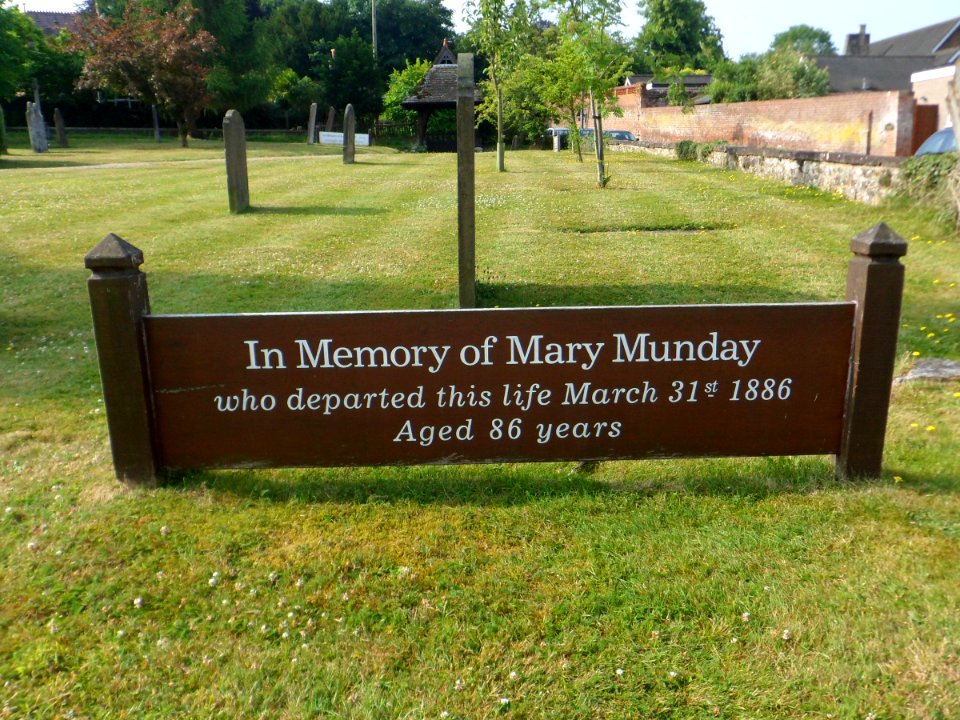 In Memory of Mary Munday
who departed this life March 31st 1886
Aged 86 years